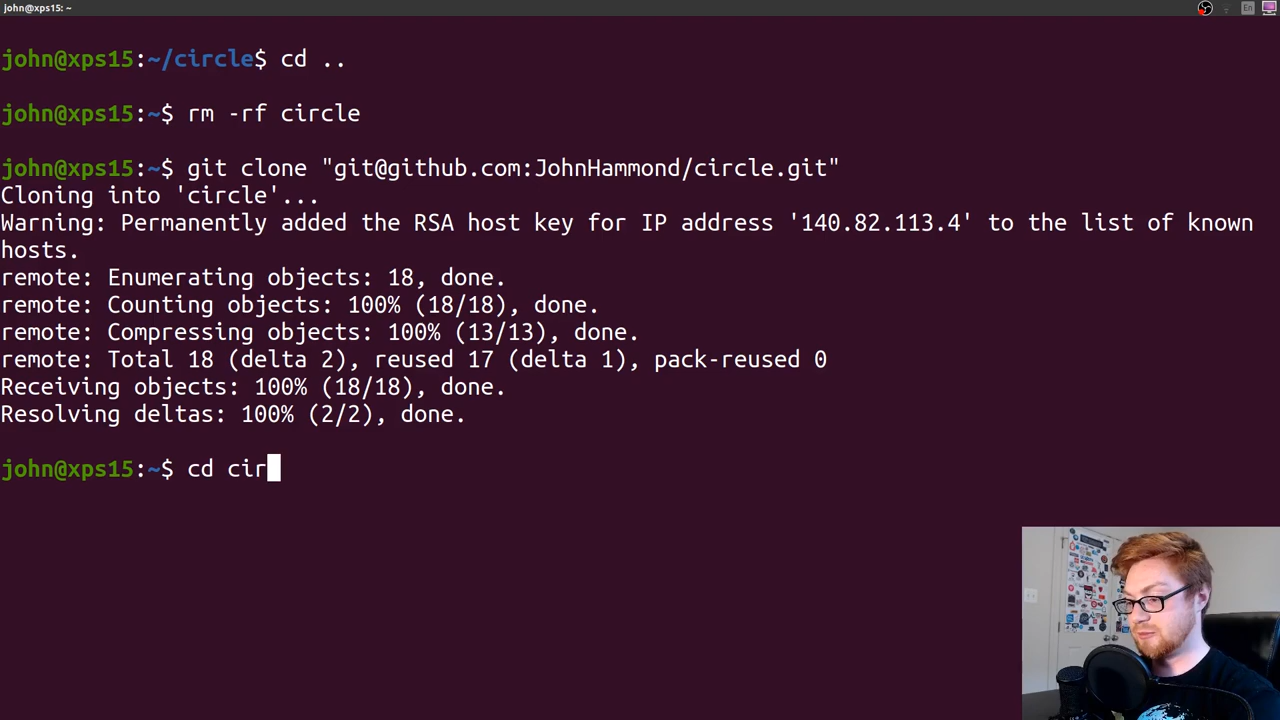 john@xps15: ~
En
john@xps15:~/circle$ cd ..
john@xps15:~$ rm -rf circle
john@xps15:~$ git clone "git@github.com:JohnHammond/circle.git"
Cloning into 'circle'...
Warning: Permanently added the RSA host key for IP address '140.82.113.4' to the list of known
hosts.
remote: Enumerating objects: 18, done.
remote: Counting objects: 100% (18/18), done.
remote: Compressing objects: 100% (13/13), done.
remote: Total 18 (delta 2), reused 17 (delta 1), pack-reused 0
Receiving objects: 100% (18/18), done.
Resolving deltas: 100% (2/2), done.
john@xps15:~$ cd cir